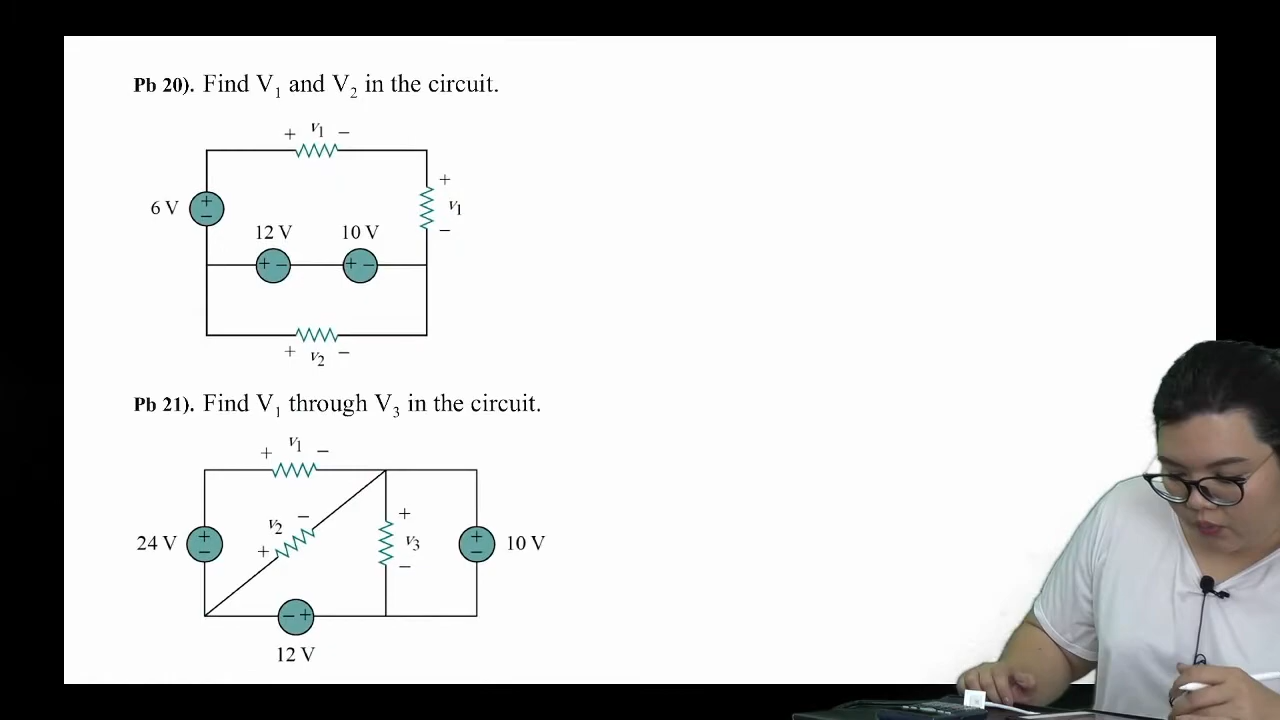 Pb 20). Find V₁ and V₂ in the circuit.
+ v₁ −
6 V + −
+ v₁ −
12 V 10 V
+ − + −
+ v₂ −
Pb 21). Find V₁ through V₃ in the circuit.
+ v₁ −
24 V + −
+ v₂ −
+ v₃ −
+ − 10 V
− +
12 V